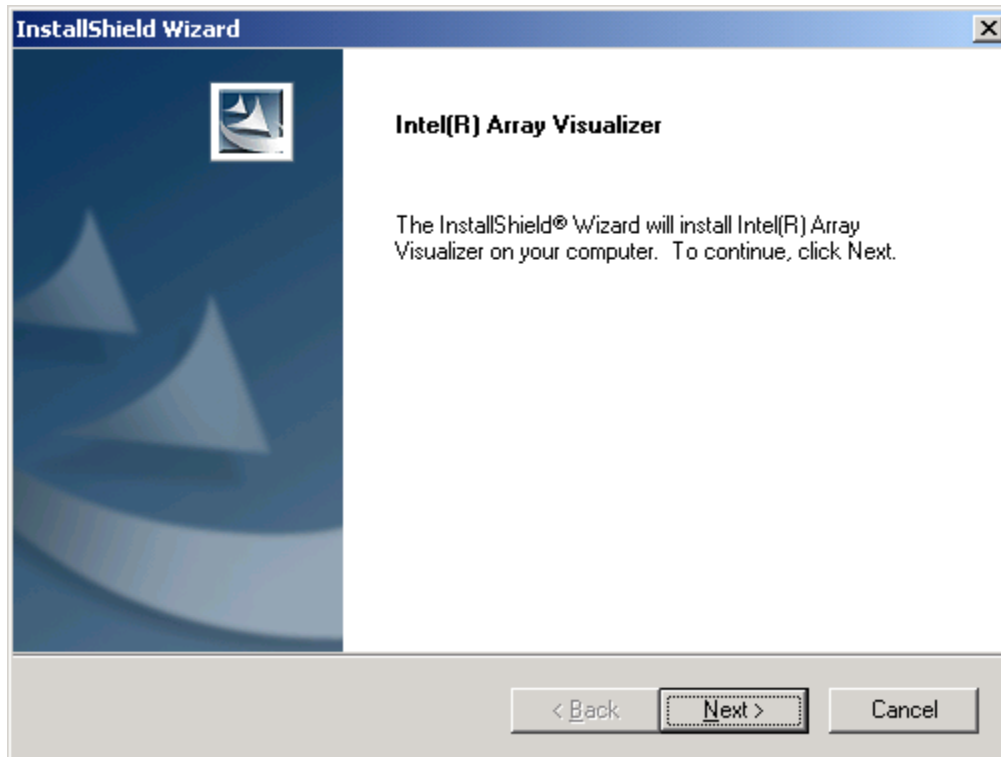 InstallShield Wizard
Intel(R) Array Visualizer
The InstallShield® Wizard will install Intel(R) Array
Visualizer on your computer.  To continue, click Next.
< Back
Next >
Cancel